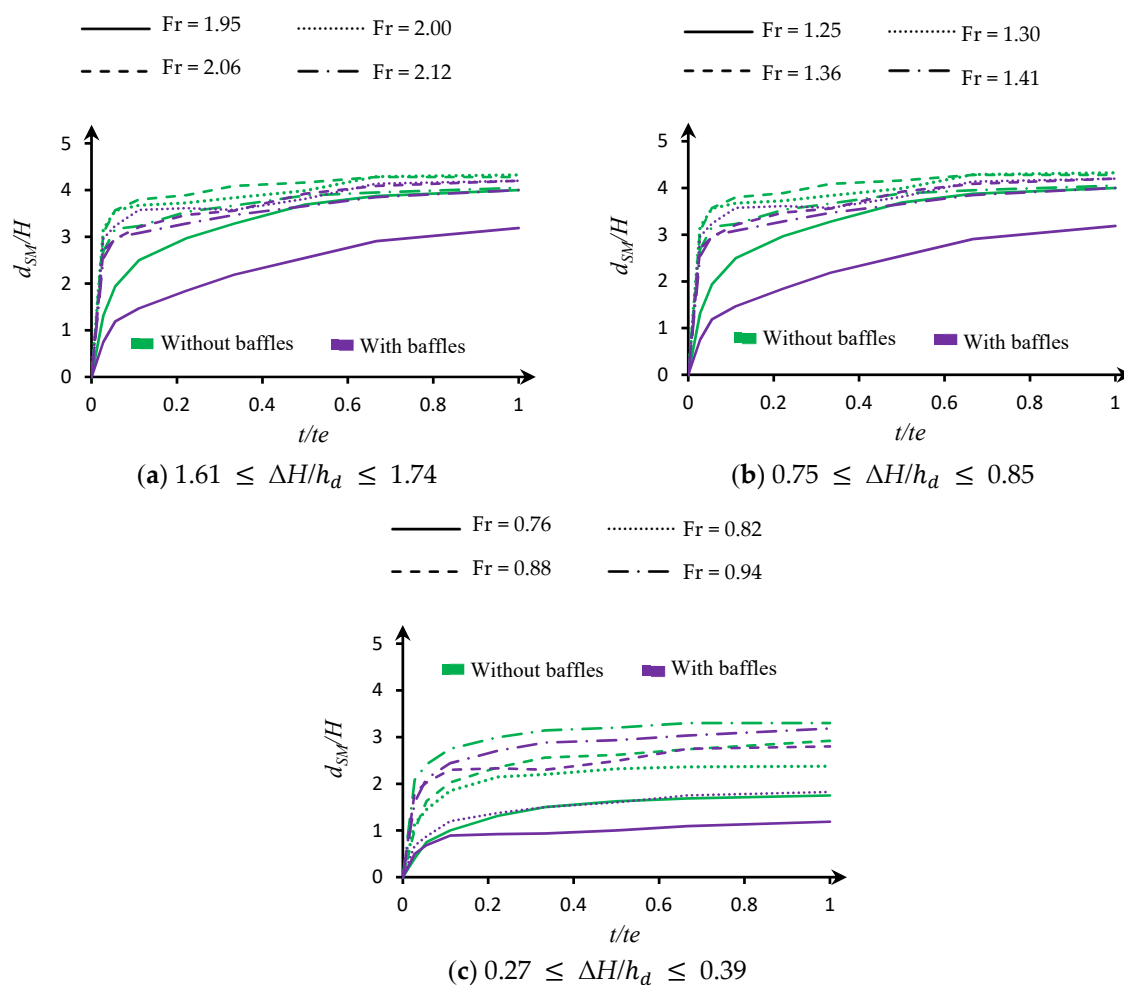 Fr = 1.95 Fr = 2.00
Fr = 2.06 Fr = 2.12
5
4
3
2
1
0
d_SM/H
Without baffles With baffles
0 0.2 0.4 0.6 0.8 1
t/te
(a) 1.61 ≤ ΔH/h_d ≤ 1.74
Fr = 1.25 Fr = 1.30
Fr = 1.36 Fr = 1.41
5
4
3
2
1
0
d_SM/H
Without baffles With baffles
0 0.2 0.4 0.6 0.8 1
t/te
(b) 0.75 ≤ ΔH/h_d ≤ 0.85
Fr = 0.76 Fr = 0.82
Fr = 0.88 Fr = 0.94
5
4
3
2
1
0
d_SM/H
Without baffles With baffles
0 0.2 0.4 0.6 0.8 1
t/te
(c) 0.27 ≤ ΔH/h_d ≤ 0.39